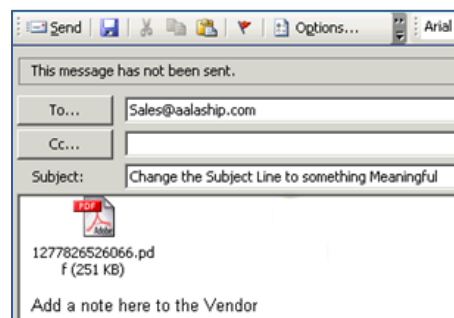 Send Options... Arial
This message has not been sent.
To... Sales@aalaship.com
Cc...
Subject: Change the Subject Line to something Meaningful
PDF
Adobe
1277826526066.pd
f (251 KB)
Add a note here to the Vendor